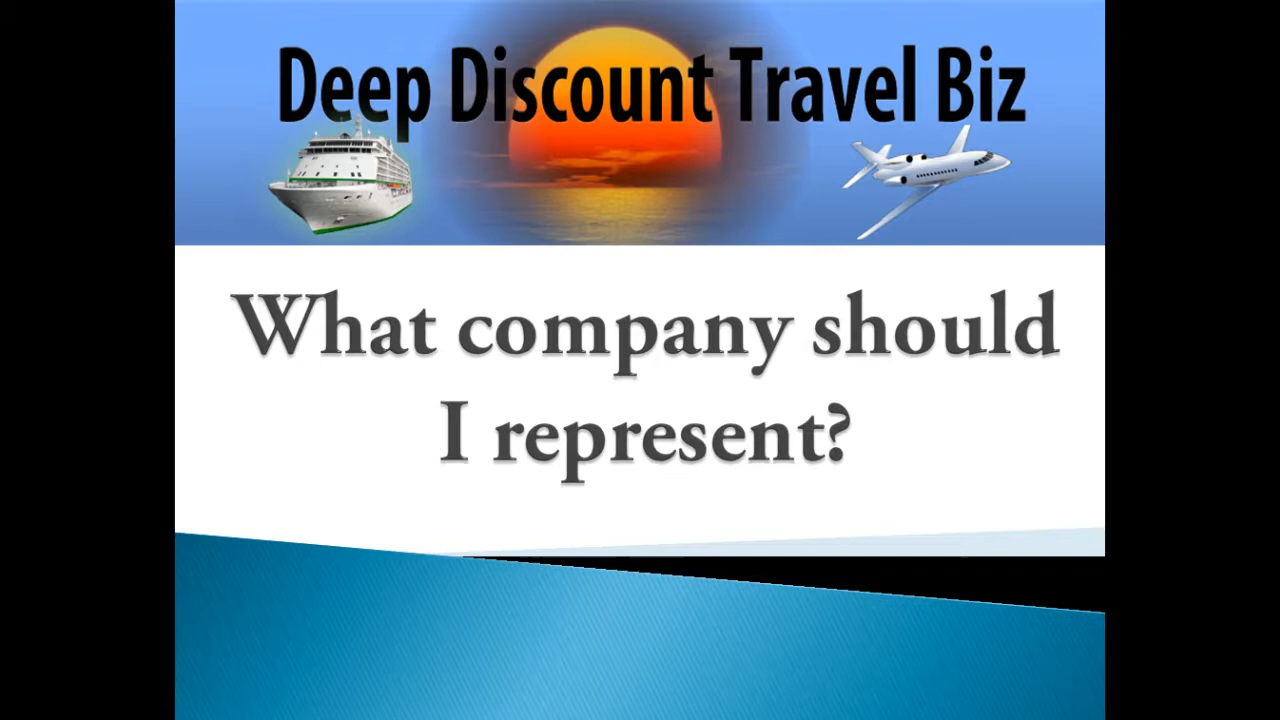 Deep Discount Travel Biz
What company should
I represent?